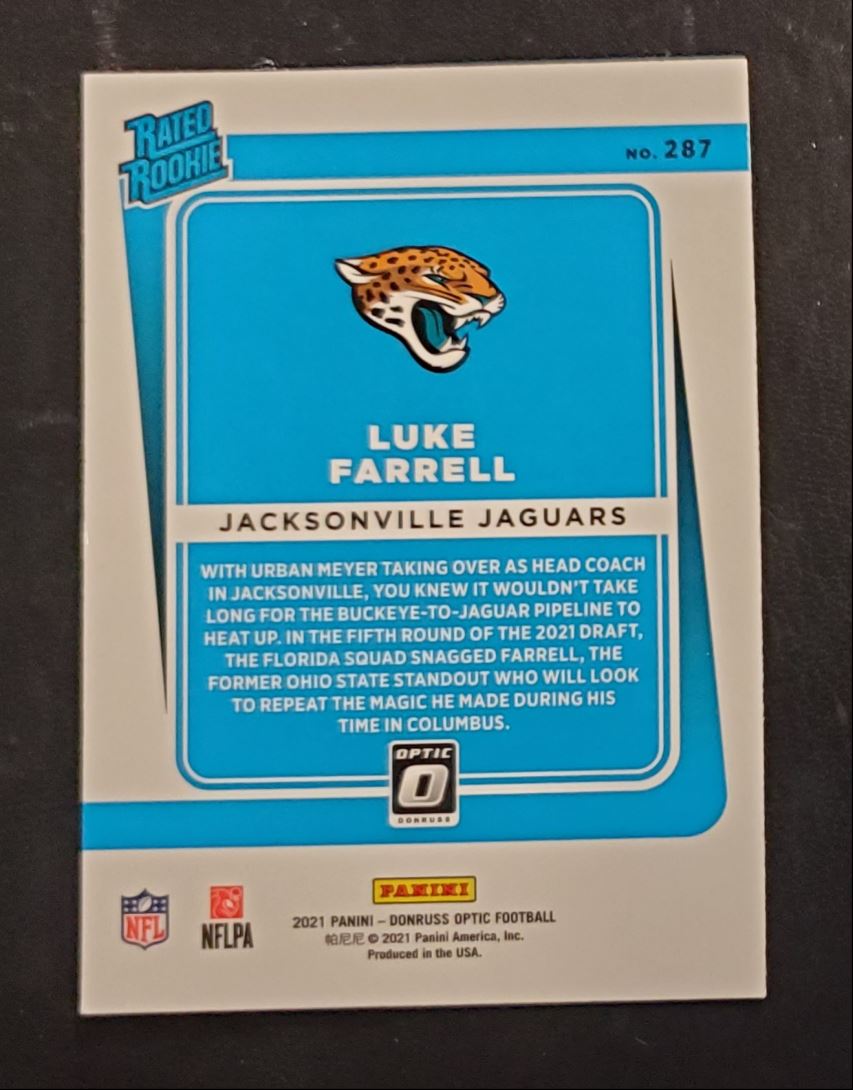 RATED
ROOKIE
NO. 287
LUKE
FARRELL
JACKSONVILLE JAGUARS
WITH URBAN MEYER TAKING OVER AS HEAD COACH
IN JACKSONVILLE, YOU KNEW IT WOULDN'T TAKE
LONG FOR THE BUCKEYE-TO-JAGUAR PIPELINE TO
HEAT UP. IN THE FIFTH ROUND OF THE 2021 DRAFT,
THE FLORIDA SQUAD SNAGGED FARRELL, THE
FORMER OHIO STATE STANDOUT WHO WILL LOOK
TO REPEAT THE MAGIC HE MADE DURING HIS
TIME IN COLUMBUS.
OPTIC
O
DONRUSS
PANINI
NFL
NFLPA
2021 PANINI – DONRUSS OPTIC FOOTBALL
帕尼尼 © 2021 Panini America, Inc.
Produced in the USA.